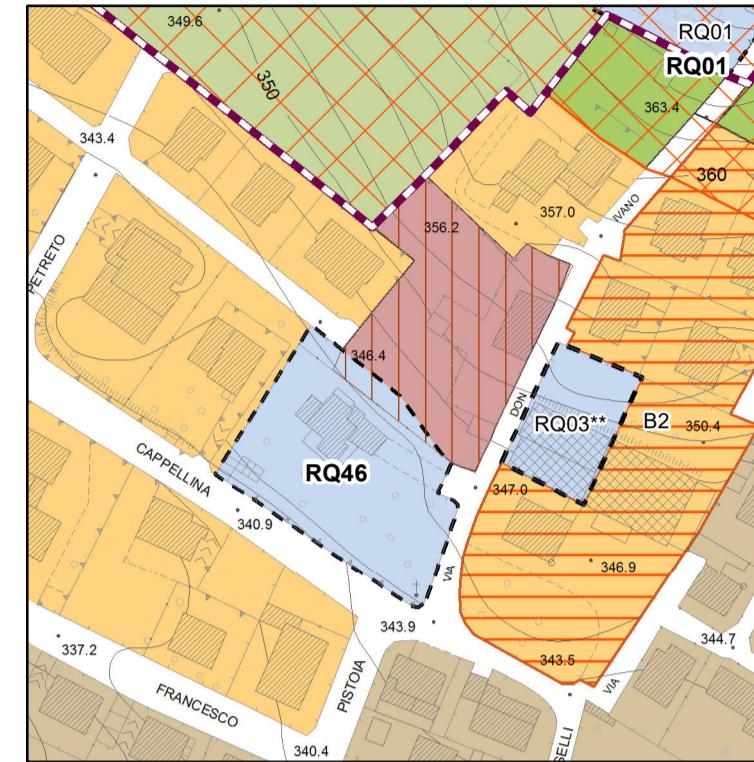 349.6
RQ01
RQ01
350
363.4
343.4
360
IVANO
357.0
356.2
PETRETO
346.4
DON
RQ03**
B2
350.4
CAPPELLINA
RQ46
347.0
340.9
VIA
346.9
343.9
337.2
344.7
343.5
VIA
FRANCESCO
PISTOIA
340.4
SELLI